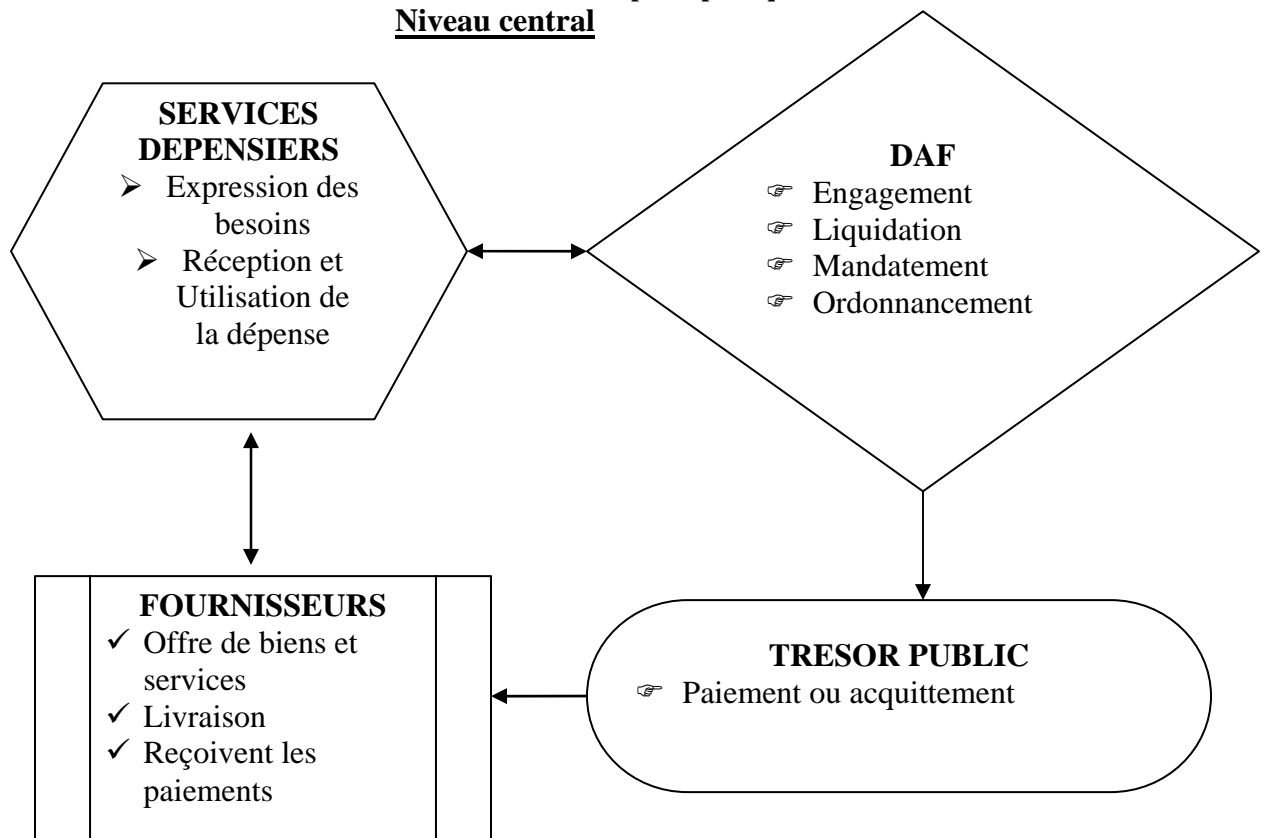 Niveau central
SERVICES
DEPENSIERS
➢ Expression des
besoins
➢ Réception et
Utilisation de
la dépense
DAF
☞ Engagement
☞ Liquidation
☞ Mandatement
☞ Ordonnancement
FOURNISSEURS
✓ Offre de biens et
services
✓ Livraison
✓ Reçoivent les
paiements
TRESOR PUBLIC
☞ Paiement ou acquittement